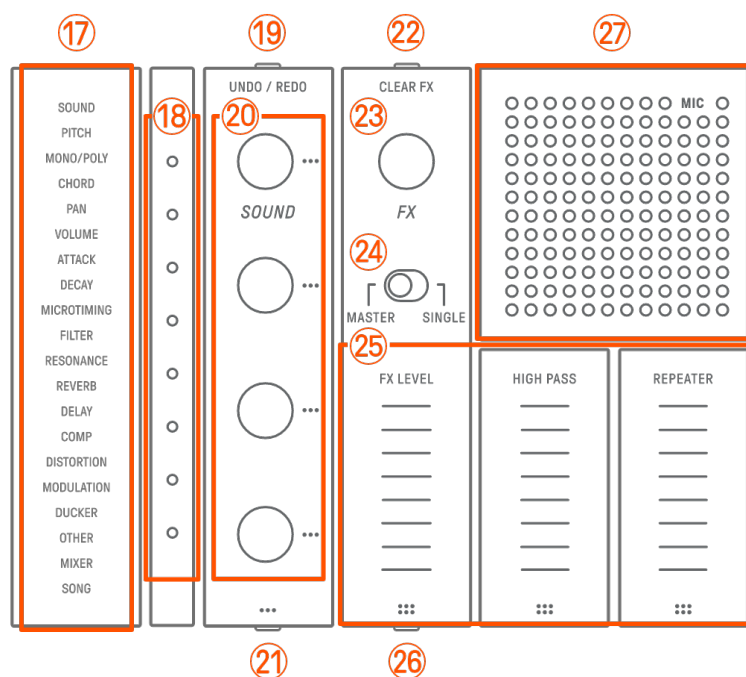 17
19
22
27
UNDO / REDO
CLEAR FX
SOUND
PITCH
MONO/POLY
CHORD
PAN
VOLUME
ATTACK
DECAY
MICROTIMING
FILTER
RESONANCE
REVERB
DELAY
COMP
DISTORTION
MODULATION
DUCKER
OTHER
MIXER
SONG
18
20
SOUND
23
FX
24
MASTER
SINGLE
MIC
25
FX LEVEL
HIGH PASS
REPEATER
21
26